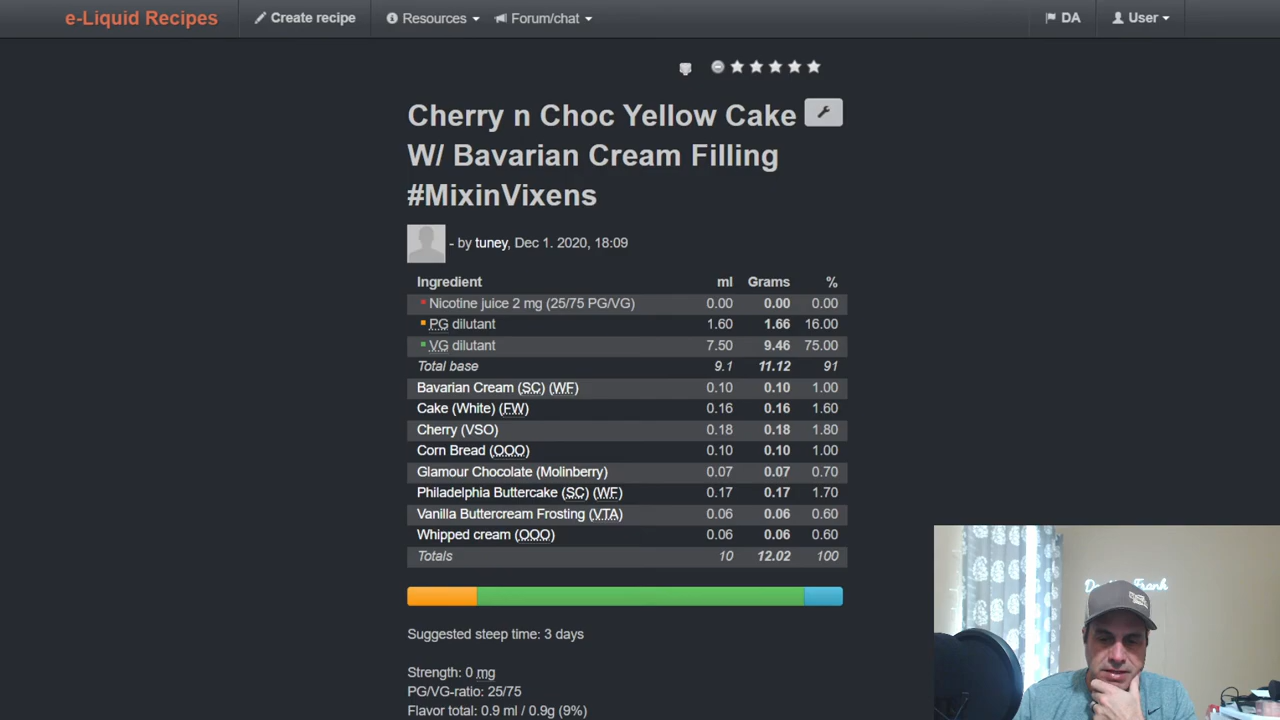 e-Liquid Recipes Create recipe Resources Forum/chat DA User
Cherry n Choc Yellow Cake
W/ Bavarian Cream Filling
#MixinVixens
- by tuney, Dec 1. 2020, 18:09
Ingredient ml Grams %
Nicotine juice 2 mg (25/75 PG/VG) 0.00 0.00 0.00
PG dilutant 1.60 1.66 16.00
VG dilutant 7.50 9.46 75.00
Total base 9.1 11.12 91
Bavarian Cream (SC) (WF) 0.10 0.10 1.00
Cake (White) (FW) 0.16 0.16 1.60
Cherry (VSO) 0.18 0.18 1.80
Corn Bread (OOO) 0.10 0.10 1.00
Glamour Chocolate (Molinberry) 0.07 0.07 0.70
Philadelphia Buttercake (SC) (WF) 0.17 0.17 1.70
Vanilla Buttercream Frosting (VTA) 0.06 0.06 0.60
Whipped cream (OOO) 0.06 0.06 0.60
Totals 10 12.02 100
Suggested steep time: 3 days
Strength: 0 mg
PG/VG-ratio: 25/75
Flavor total: 0.9 ml / 0.9g (9%)